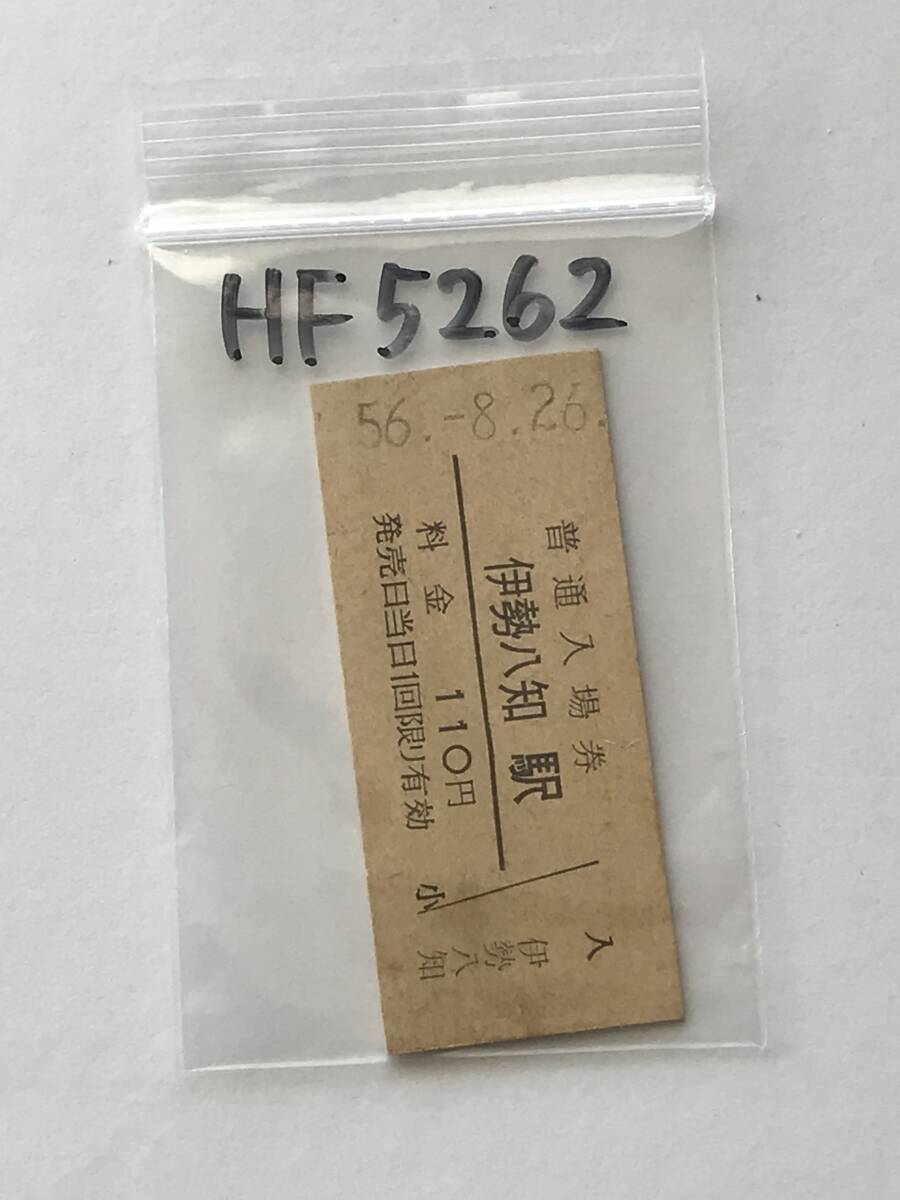 HF5262
56.-8.26.
普通入場券
伊勢八知駅
料金 110円
発売日当日1回限り有効
小
入
伊勢八知